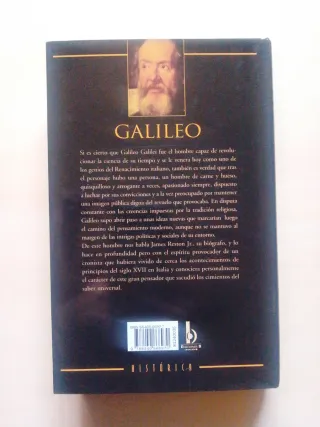 GALILEO
Si es cierto que Galileo Galilei fue el hombre capaz de revolu-
cionar la ciencia de su tiempo y se le venera hoy como uno de
los genios del Renacimiento italiano, también es verdad que tras
el personaje hubo una persona, un hombre de carne y hueso,
quisquilloso y arrogante a veces, apasionado siempre, dispuesto
a luchar por sus convicciones y a la vez preocupado por mantener
una imagen pública digna del revuelo que provocaba. En disputa
constante con las creencias impuestas por la tradición religiosa,
Galileo supo abrir paso a unas ideas nuevas que marcarían luego
el camino del pensamiento moderno, aunque no se mantuvo al
margen de las intrigas políticas y sociales de su entorno.
De este hombre nos habla James Reston Jr., su biógrafo, y lo
hace en profundidad pero con el espíritu provocador de un
cronista que hubiera vivido de cerca los acontecimientos de
principios del siglo XVII en Italia y conociera personalmente
el carácter de este gran pensador que sacudió los cimientos del
saber universal.
HISTÓRICO